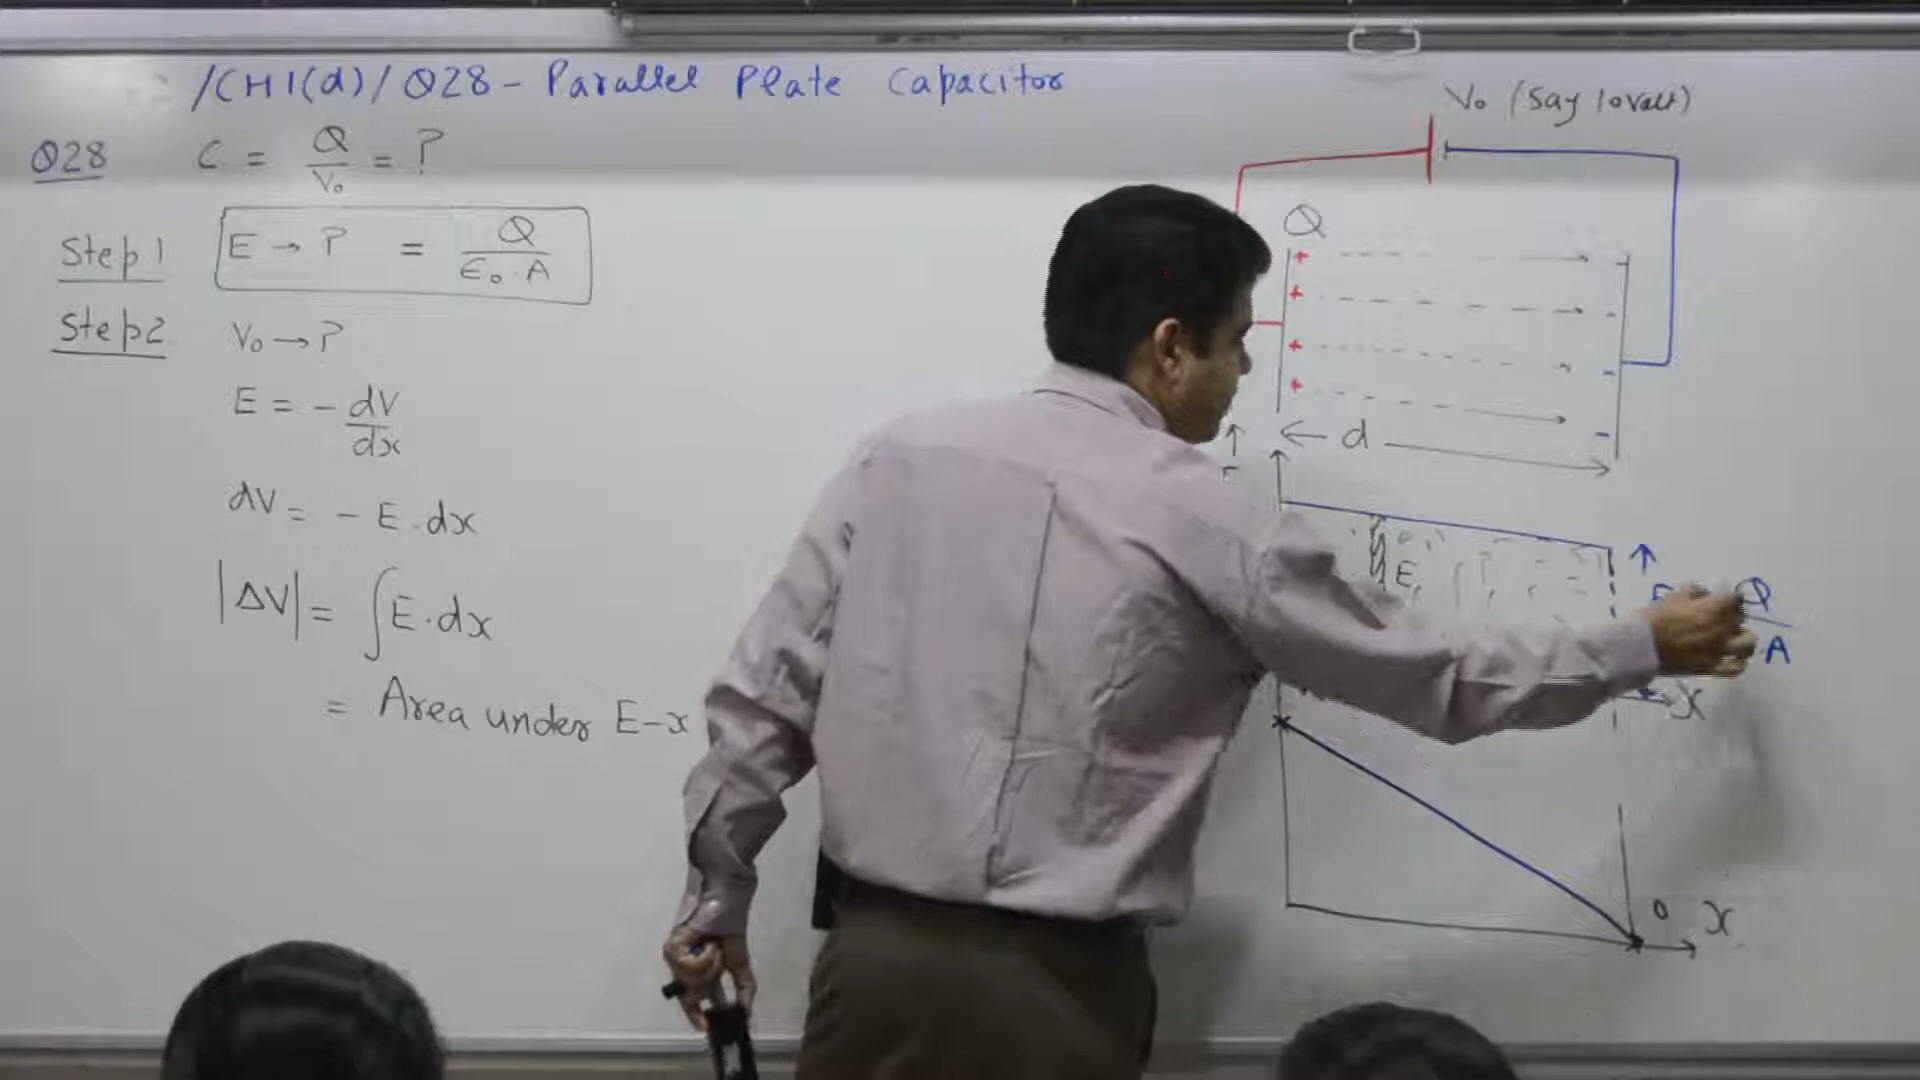 /CH1(d)/Q28 - Parallel Plate Capacitor
Q28 C = Q/V₀ = ?
Step 1 E → ? = Q/(ϵ₀·A)
Step 2 V₀ → ?
E = - dV/dx
dV = - E·dx
|ΔV| = ∫E·dx
= Area under E-x
V₀ (Say 10 volt)
Q
+ -
+ -
+ -
+ -
← d →
E
Q
A
x
0 x